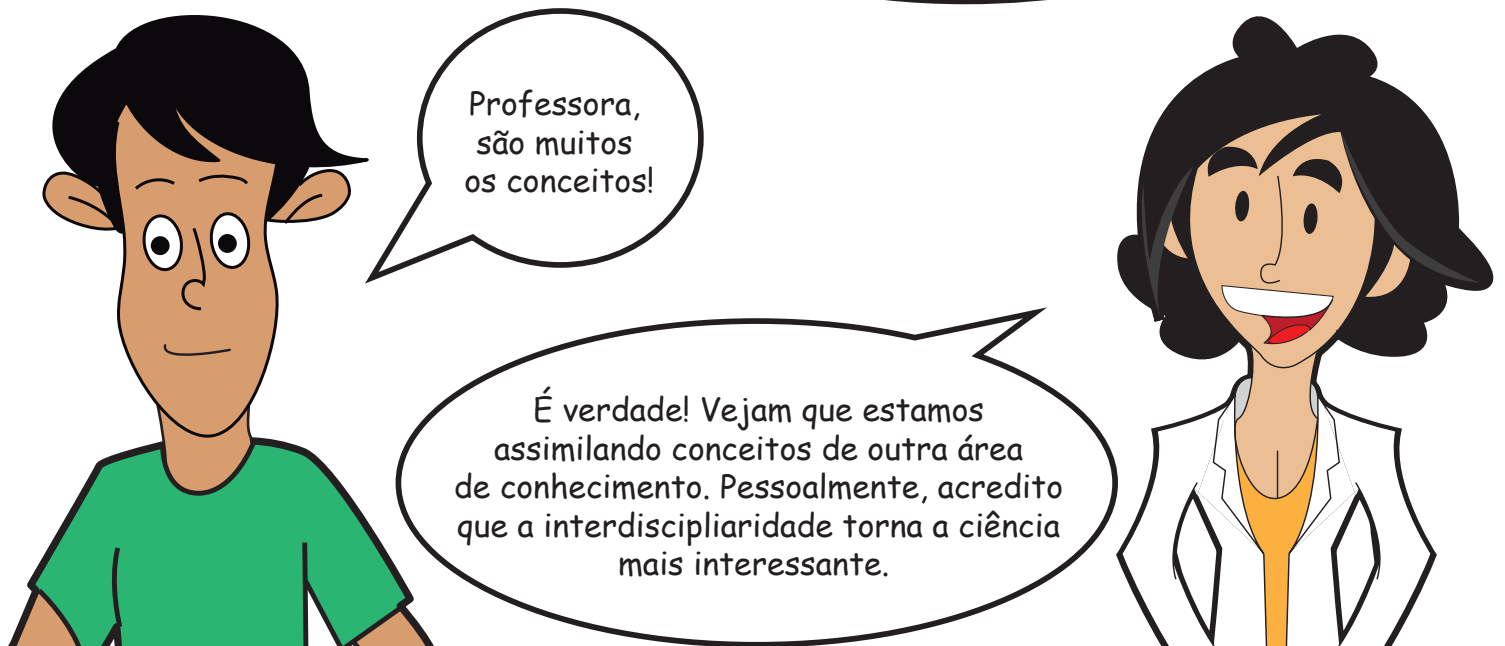 Professora,
são muitos
os conceitos!
É verdade! Vejam que estamos
assimilando conceitos de outra área
de conhecimento. Pessoalmente, acredito
que a interdiscipliaridade torna a ciência
mais interessante.